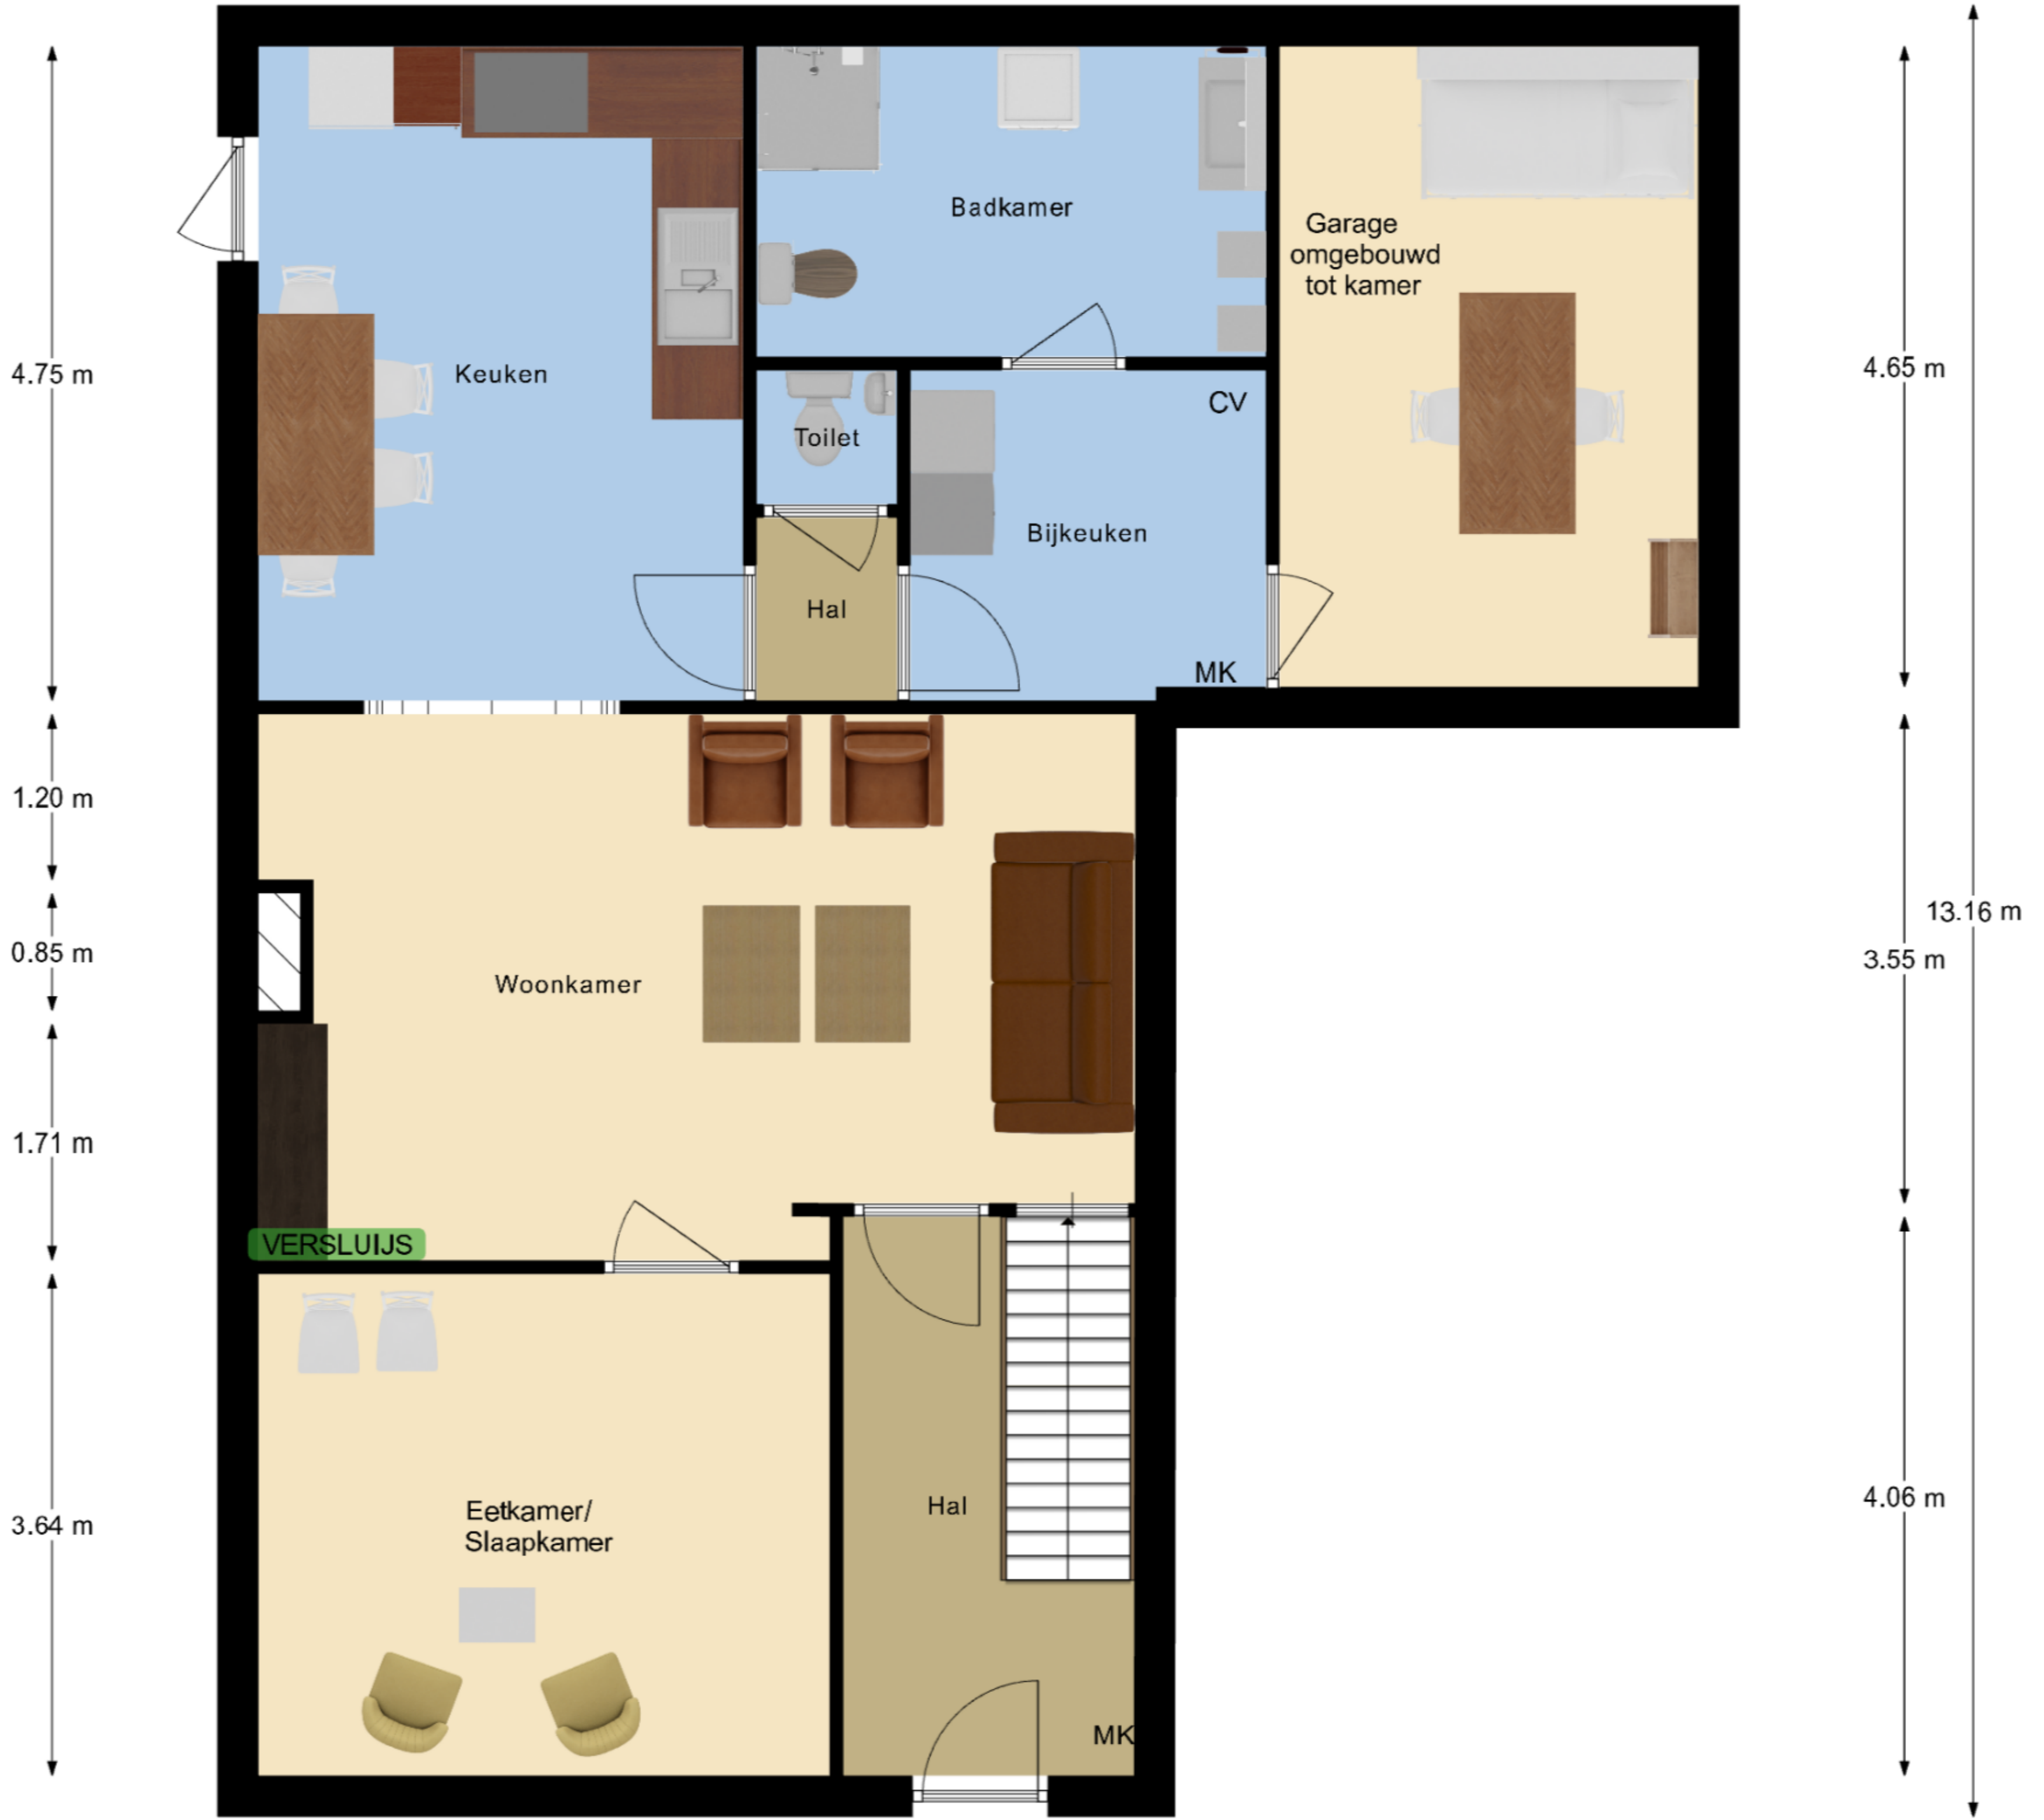 Badkamer
Garage
omgebouwd
tot kamer
4.75 m
Keuken
4.65 m
CV
Toilet
Bijkeuken
Hal
MK
1.20 m
13.16 m
0.85 m
3.55 m
Woonkamer
1.71 m
VERSLUIJS
4.06 m
Hal
3.64 m
Eetkamer/
Slaapkamer
MK